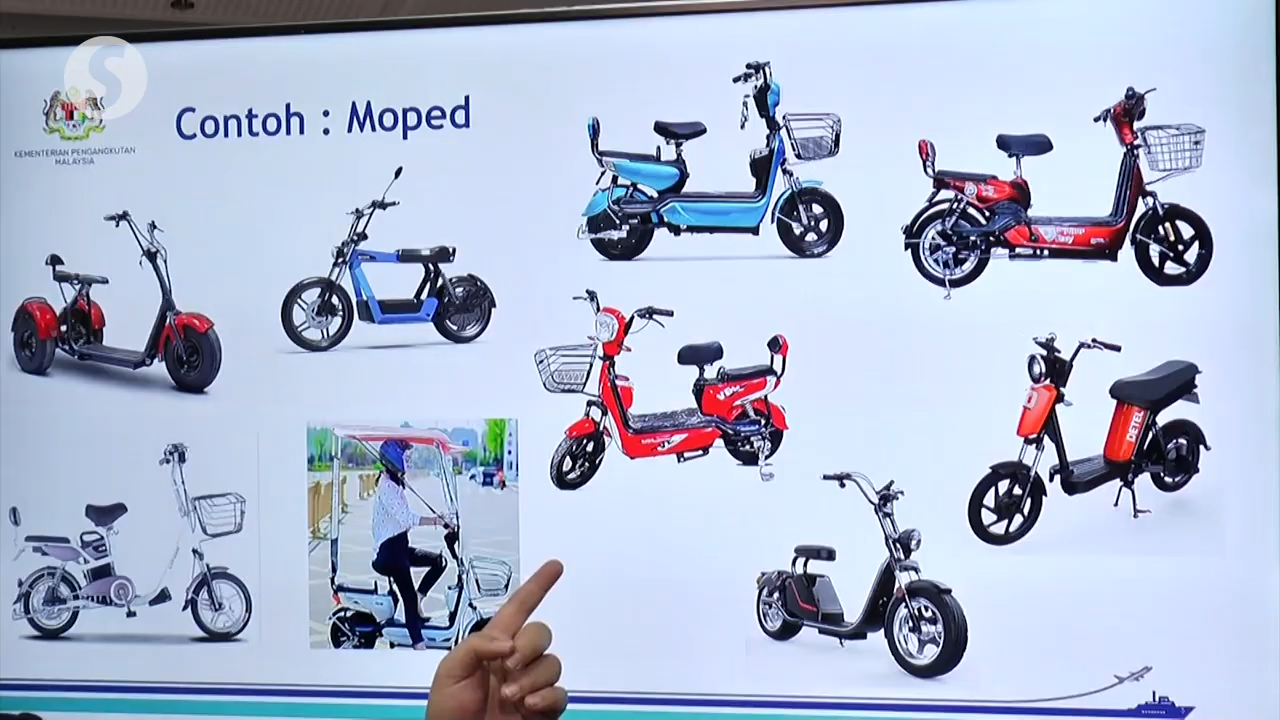 S
Contoh : Moped
KEMENTERIAN PENGANGKUTAN
MALAYSIA
DETEL